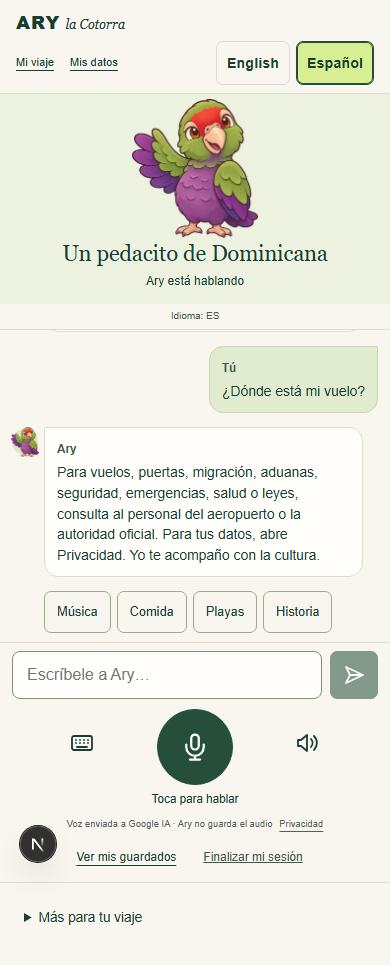 ARY la Cotorra
Mi viaje Mis datos English Español
Un pedacito de Dominicana
Ary está hablando
Idioma: ES
Tú
¿Dónde está mi vuelo?
Ary
Para vuelos, puertas, migración, aduanas,
seguridad, emergencias, salud o leyes,
consulta al personal del aeropuerto o la
autoridad oficial. Para tus datos, abre
Privacidad. Yo te acompaño con la cultura.
Música Comida Playas Historia
Escríbele a Ary…
Toca para hablar
Voz enviada a Google IA · Ary no guarda el audio Privacidad
N
Ver mis guardados Finalizar mi sesión
Más para tu viaje